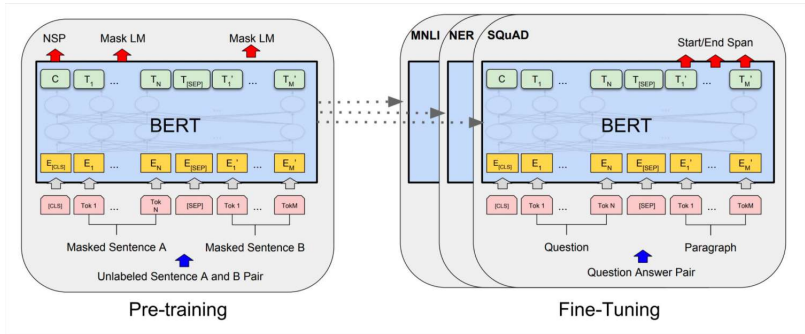 NSP Mask LM Mask LM
C T1 ... TN T[SEP] T1' ... TM'
BERT
E[CLS] E1 ... EN E[SEP] E1' ... EM'
[CLS] Tok 1 ... Tok N [SEP] Tok 1 ... TokM
Masked Sentence A Masked Sentence B
Unlabeled Sentence A and B Pair
Pre-training
MNLI NER SQuAD
Start/End Span
C T1 ... TN T[SEP] T1' ... TM'
BERT
E[CLS] E1 ... EN E[SEP] E1' ... EM'
[CLS] Tok 1 ... Tok N [SEP] Tok 1 ... TokM
Question Paragraph
Question Answer Pair
Fine-Tuning